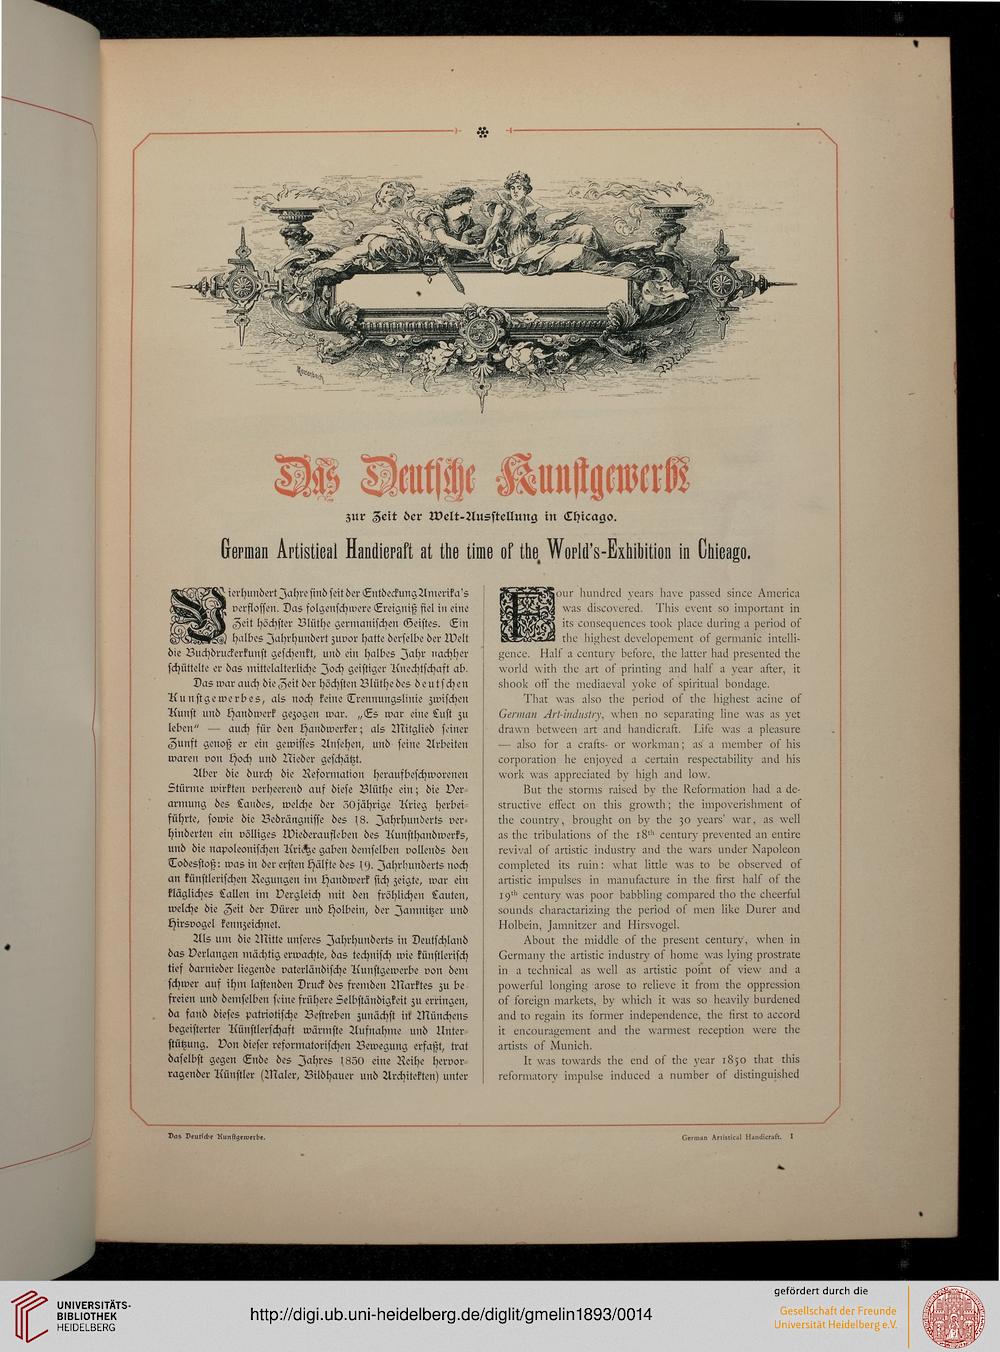 Das Deutsche Kunstgewerbe
zur Zeit der Welt-Ausstellung in Chicago.
German Artistieal Handieraft at the time of the World's-Exhibition in Chieago.
Vierhundert Jahre sind seit der Entdeckung Amerika's
verflossen. Das folgenschwere Ereigniß fiel in eine
Zeit höchster Blüthe germanischen Geistes. Ein
halbes Jahrhundert zuvor hatte derselbe der Welt
die Buchdruckerkunst geschenkt, und ein halbes Jahr nachher
schüttelte er das mittelalterliche Joch geistiger Knechtschaft ab.
Das war auch die Zeit der höchsten Blüthe des deutschen
Kunstgewerbes, als noch keine Trennungslinie zwischen
Kunst und Handwerk gezogen war. „Es war eine Lust zu
leben" — auch für den Handwerker; als Mitglied seiner
Zunft genoß er ein gewisses Ansehen, und seine Arbeiten
waren von Hoch und Nieder geschätzt.
Aber die durch die Reformation heraufbeschworenen
Stürme wirkten verheerend auf diese Blüthe ein; die Ver-
armung des Landes, welche der 30jährige Krieg herbei-
führte, sowie die Bedrängnisse des 18. Jahrhunderts ver-
hinderten ein völliges Wiederaufleben des Kunsthandwerks,
und die napoleonischen Kriege gaben demselben vollends den
Todesstoß: was in der ersten Hälfte des 19. Jahrhunderts noch
an künstlerischen Regungen im Handwerk sich zeigte, war ein
klägliches Lallen im Vergleich mit den fröhlichen Lauten,
welche die Zeit der Dürer und Holbein, der Jamnitzer und
Hirsvogel kennzeichnet.
Als um die Mitte unseres Jahrhunderts in Deutschland
das Verlangen mächtig erwachte, das technisch wie künstlerisch
tief darnieder liegende vaterländische Kunstgewerbe von dem
schwer auf ihm lastenden Druck des fremden Marktes zu be-
freien und demselben seine frühere Selbständigkeit zu erringen,
da fand dieses patriotische Bestreben zunächst in Münchens
begeisterter Künstlerschaft wärmste Aufnahme und Unter-
stützung. Von dieser reformatorischen Bewegung erfaßt, trat
daselbst gegen Ende des Jahres 1850 eine Reihe hervor-
ragender Künstler (Maler, Bildhauer und Architekten) unter
Four hundred years have passed since America
was discovered. This event so important in
its consequences took place during a period of
the highest developement of germanic intelli-
gence. Half a century before, the latter had presented the
world with the art of printing and half a year after, it
shook off the mediaeval yoke of spiritual bondage.
That was also the period of the highest acine of
German Art-industry, when no separating line was as yet
drawn between art and handicraft. Life was a pleasure
— also for a crafts- or workman; as a member of his
corporation he enjoyed a certain respectability and his
work was appreciated by high and low.
But the storms raised by the Reformation had a de-
structive effect on this growth; the impoverishment of
the country, brought on by the 30 years' war, as well
as the tribulations of the 18th century prevented an entire
revival of artistic industry and the wars under Napoleon
completed its ruin: what little was to be observed of
artistic impulses in manufacture in the first half of the
19th century was poor babbling compared tho the cheerful
sounds charactarizing the period of men like Durer and
Holbein, Jamnitzer and Hirsvogel.
About the middle of the present century, when in
Germany the artistic industry of home was lying prostrate
in a technical as well as artistic point of view and a
powerful longing arose to relieve it from the oppression
of foreign markets, by which it was so heavily burdened
and to regain its former independence, the first to accord
it encouragement and the warmest reception were the
artists of Munich.
It was towards the end of the year 1850 that this
reformatory impulse induced a number of distinguished
Das Deutsche Kunstgewerbe.
German Artistical Handicraft. I
UNIVERSITÄTS-
BIBLIOTHEK
HEIDELBERG
http://digi.ub.uni-heidelberg.de/diglit/gmelin1893/0014
gefördert durch die
Gesellschaft der Freunde
Universität Heidelberg e.V.